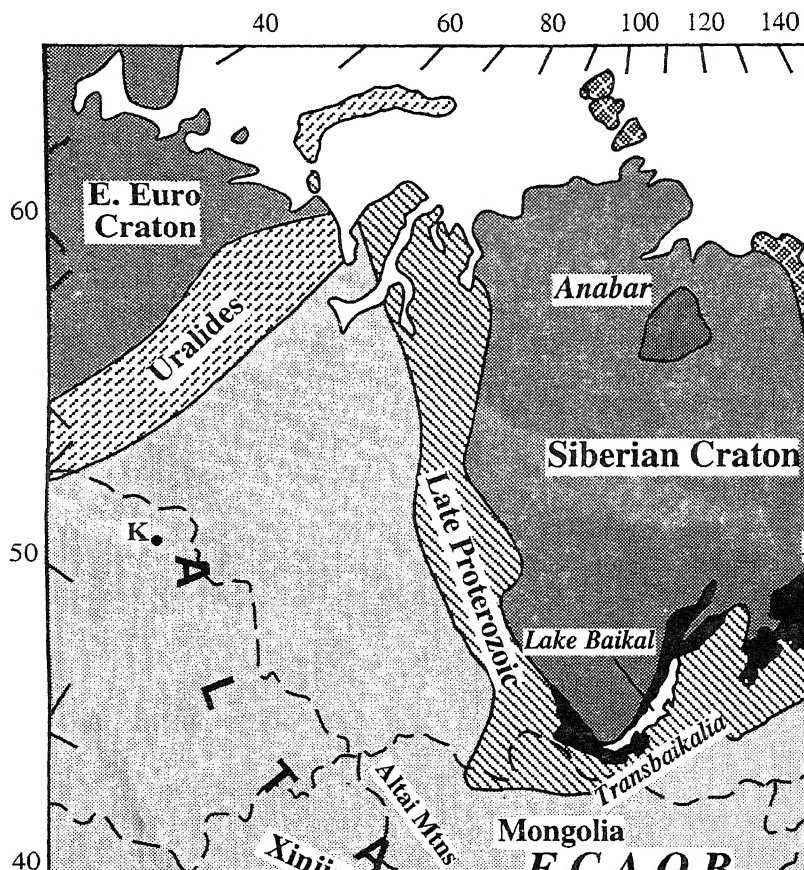 40 60 80 100 120 140
60
E. Euro
Craton
Anabar
Uralides
Siberian Craton
Late Proterozoic
50
K.
A
L
T
A
Lake Baikal
Transbaikalia
Altai Mtns
Mongolia
40